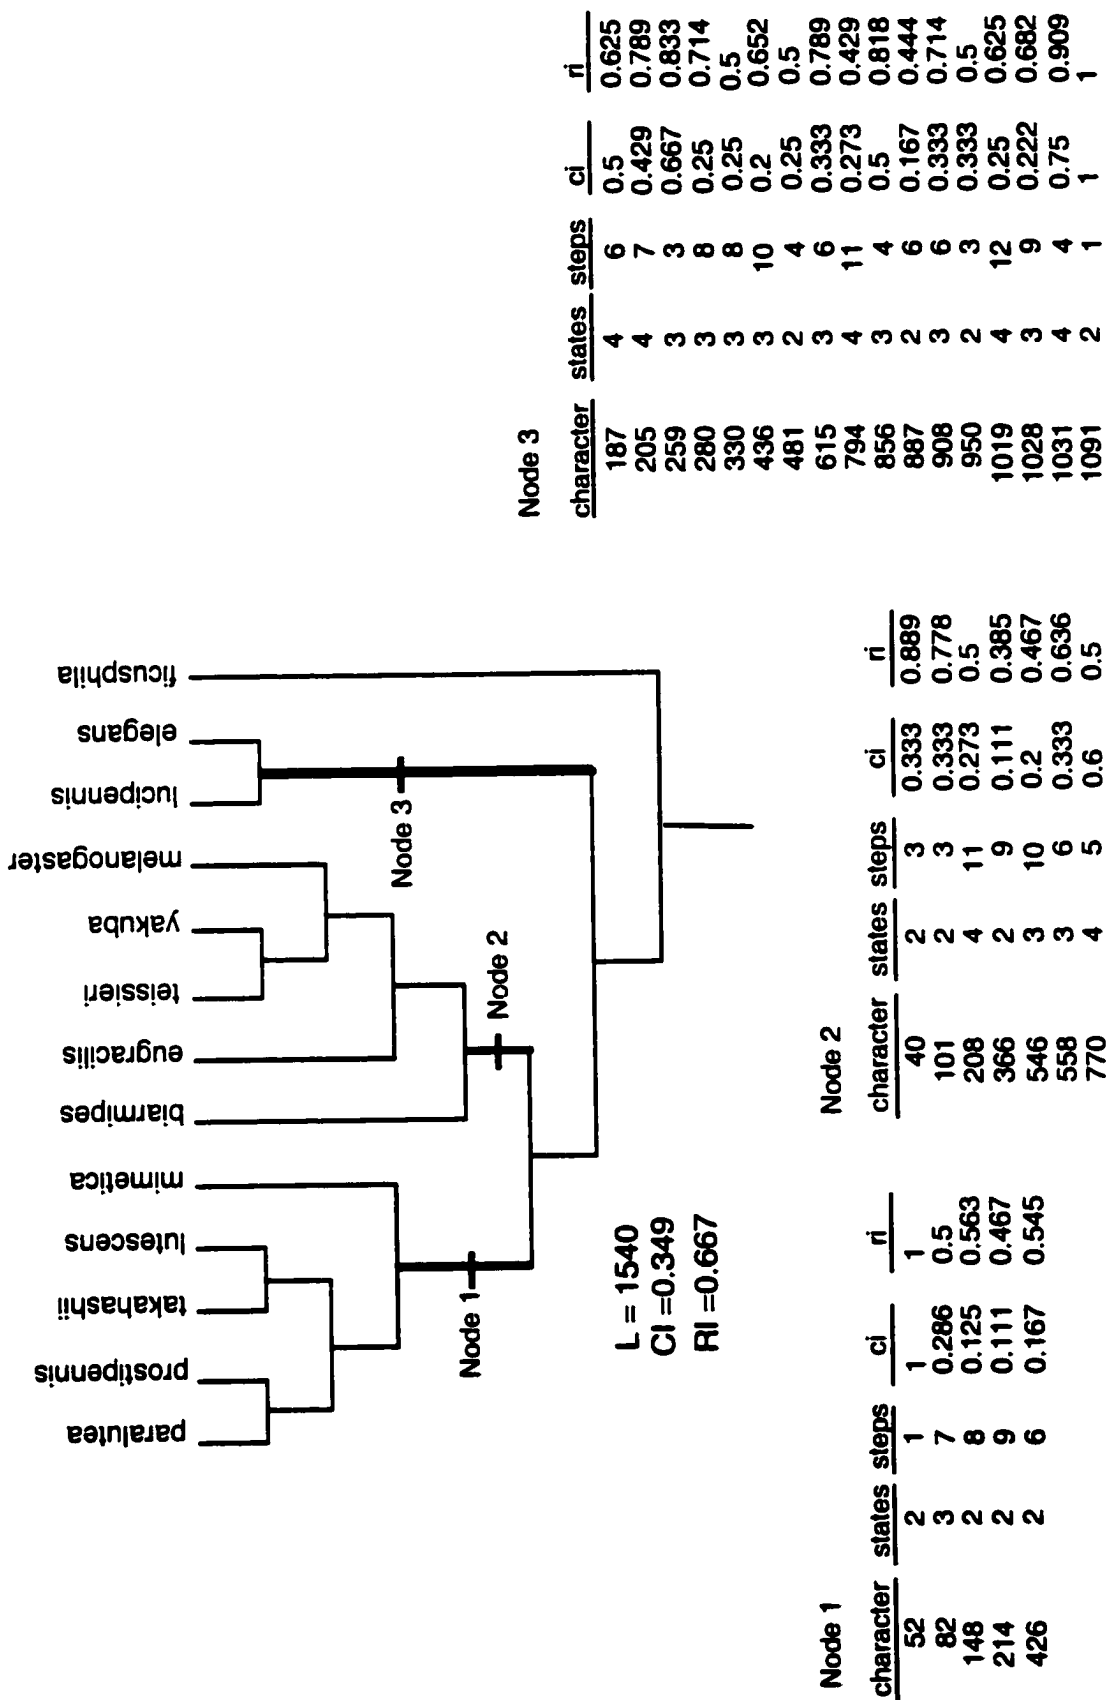 paralutea
prostipennis
takahashii
lutescens
mimetica
biarmipes
eugracilis
teissieri
yakuba
melanogaster
lucipennis
elegans
ficusphila
Node 1
Node 2
Node 3
L = 1540
CI =0.349
RI =0.667
Node 1
character states steps ci ri
52 2 1 1 1
82 3 7 0.286 0.5
148 2 8 0.125 0.563
214 2 9 0.111 0.467
426 2 6 0.167 0.545
Node 2
character states steps ci ri
40 2 3 0.333 0.889
101 2 3 0.333 0.778
208 4 11 0.273 0.5
366 2 9 0.111 0.385
546 3 10 0.2 0.467
558 3 6 0.333 0.636
770 4 5 0.6 0.5
Node 3
character states steps ci ri
187 4 6 0.5 0.625
205 4 7 0.429 0.789
259 3 3 0.667 0.833
280 3 8 0.25 0.714
330 3 8 0.25 0.5
436 3 10 0.2 0.652
481 2 4 0.25 0.5
615 3 6 0.333 0.789
794 4 11 0.273 0.429
856 3 4 0.5 0.818
887 2 6 0.167 0.444
908 3 6 0.333 0.714
950 2 3 0.333 0.5
1019 4 12 0.25 0.625
1028 3 9 0.222 0.682
1031 4 4 0.75 0.909
1091 2 1 1 1